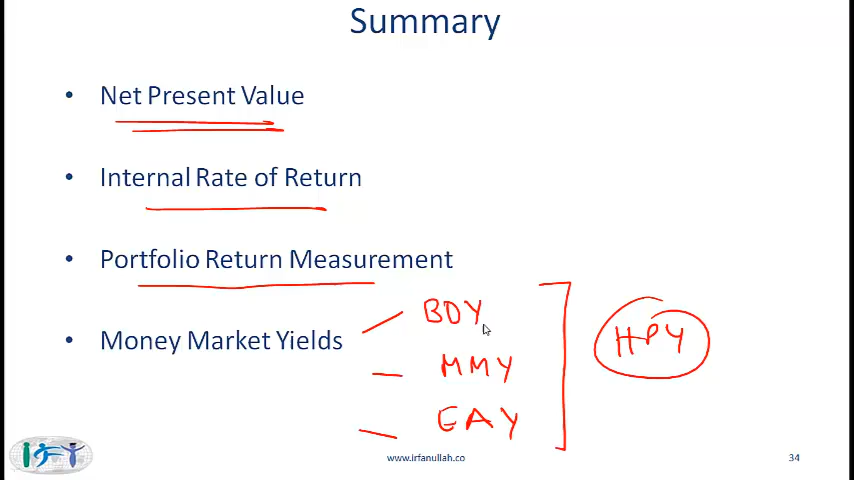 Summary
• Net Present Value
• Internal Rate of Return
• Portfolio Return Measurement
BDY
• Money Market Yields
HPY
MMY
EAY
IFT
www.irfanullah.co
34